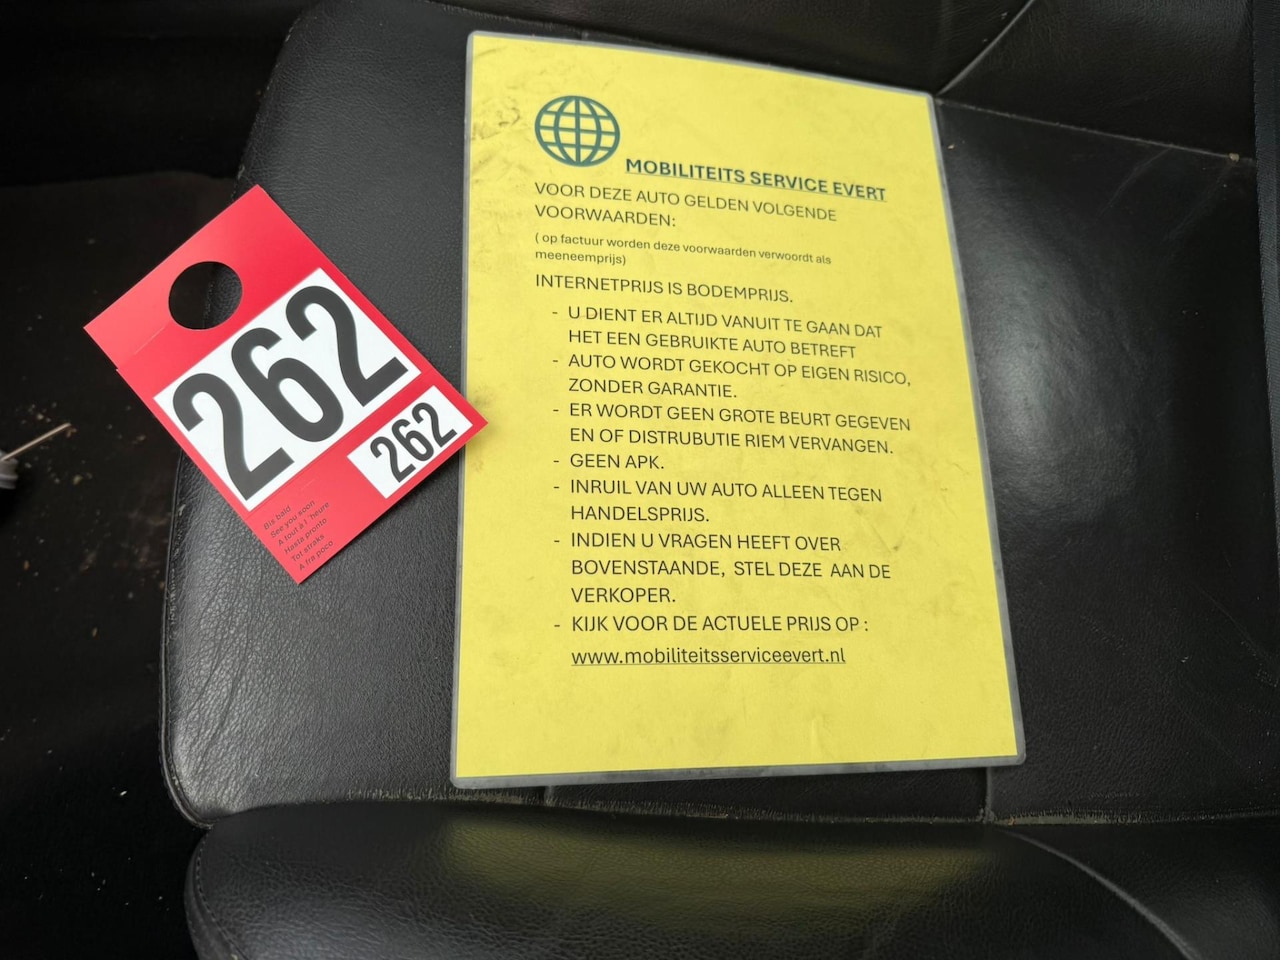 262
262
Bis bald
See you soon
A tout a l 'heure
Hasta pronto
Tot straks
A fra poco
MOBILITEITS SERVICE EVERT
VOOR DEZE AUTO GELDEN VOLGENDE
VOORWAARDEN:
( op factuur worden deze voorwaarden verwoordt als
meeneemprijs)
INTERNETPRIJS IS BODEMPRIJS.
- U DIENT ER ALTIJD VANUIT TE GAAN DAT
HET EEN GEBRUIKTE AUTO BETREFT
- AUTO WORDT GEKOCHT OP EIGEN RISICO,
ZONDER GARANTIE.
- ER WORDT GEEN GROTE BEURT GEGEVEN
EN OF DISTRUBUTIE RIEM VERVANGEN.
- GEEN APK.
- INRUIL VAN UW AUTO ALLEEN TEGEN
HANDELSPRIJS.
- INDIEN U VRAGEN HEEFT OVER
BOVENSTAANDE, STEL DEZE AAN DE
VERKOPER.
- KIJK VOOR DE ACTUELE PRIJS OP :
www.mobiliteitsserviceevert.nl